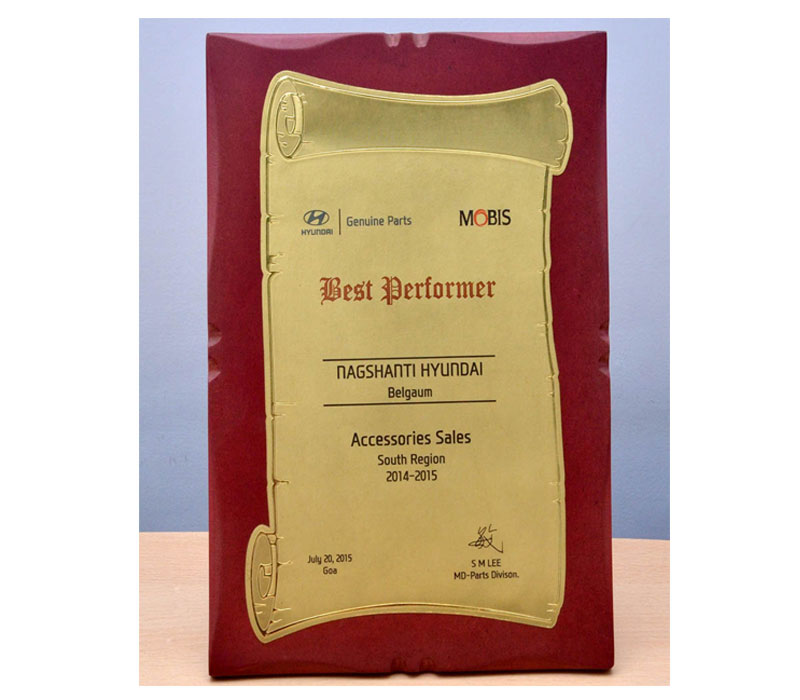 HYUNDAI | Genuine Parts MOBIS
Best Performer
NAGSHANTI HYUNDAI
Belgaum
Accessories Sales
South Region
2014-2015
July 20, 2015
Goa
S M LEE
MD-Parts Divison.